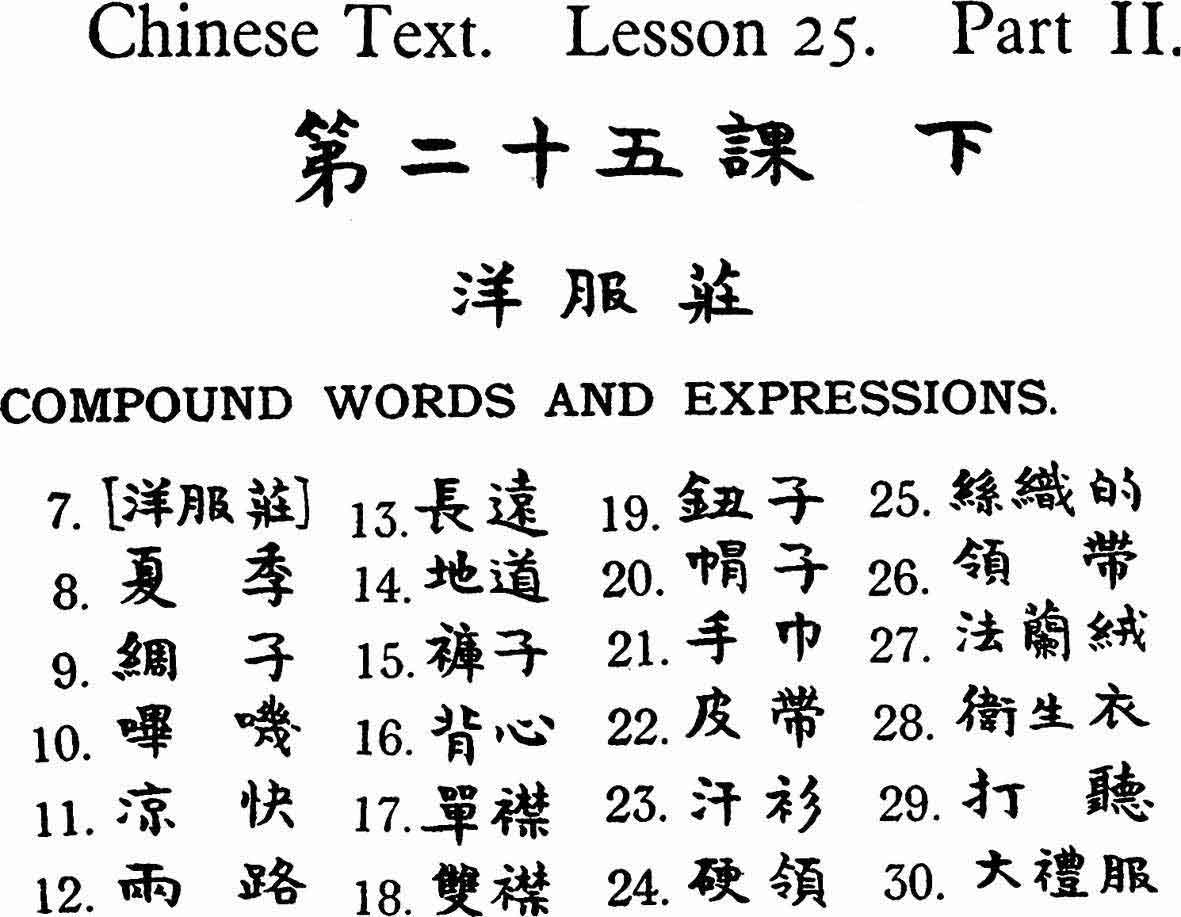 Chinese Text. Lesson 25. Part II.
第二十五課 下
洋服莊
COMPOUND WORDS AND EXPRESSIONS.
7. [洋服莊] 13. 長遠 19. 鈕子 25. 絲織的
8. 夏季 14. 地道 20. 帽子 26. 領帶
9. 綢子 15. 褲子 21. 手巾 27. 法蘭絨
10. 嗶嘰 16. 背心 22. 皮帶 28. 衛生衣
11. 涼快 17. 單襟 23. 汗衫 29. 打聽
12. 兩路 18. 雙襟 24. 硬領 30. 大禮服